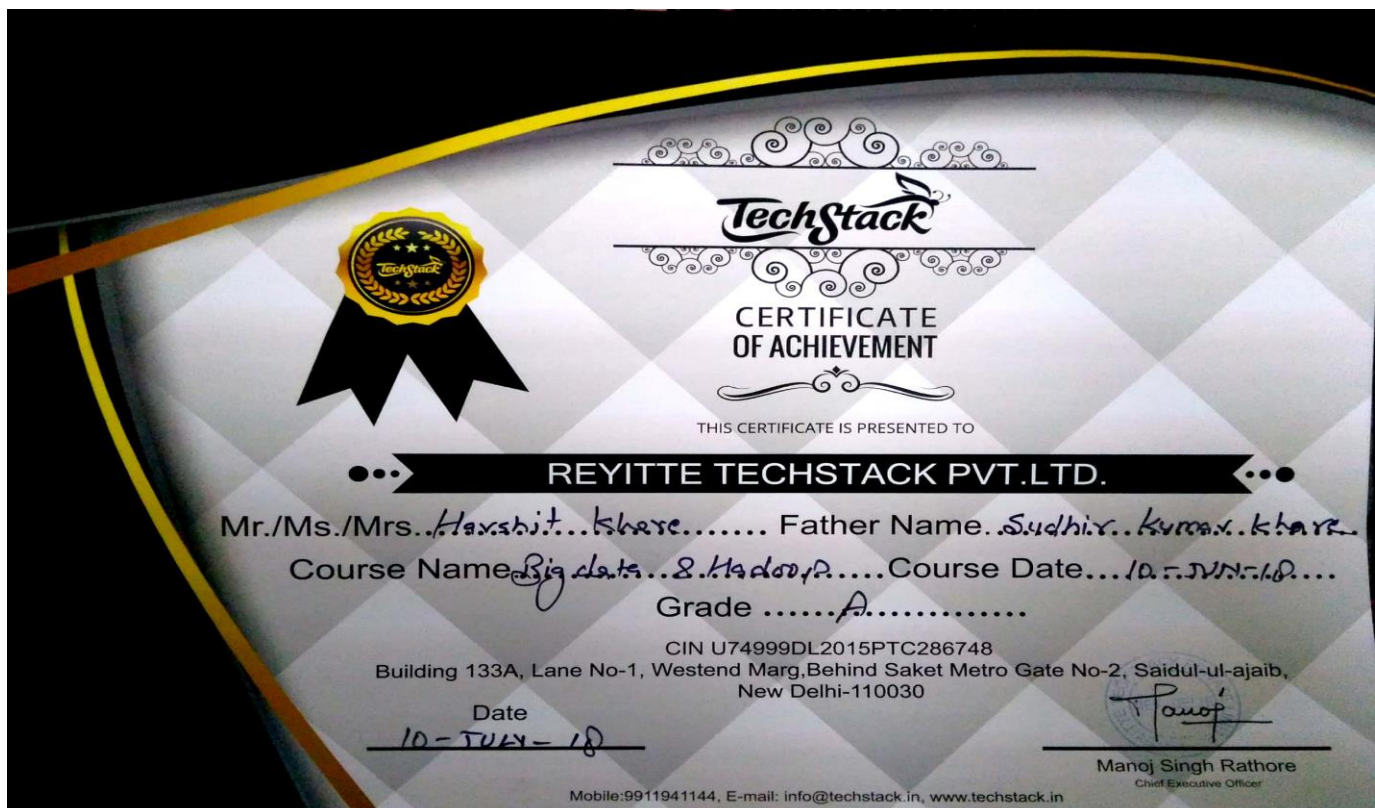 TechStack
TechStack
CERTIFICATE
OF ACHIEVEMENT
THIS CERTIFICATE IS PRESENTED TO
REYITTE TECHSTACK PVT.LTD.
Mr./Ms./Mrs..Harshit...Khare....... Father Name..Sudhir..Kumar..Khare
Course Name.Big data...&.Hadoop.....Course Date....10.-.JUN-18....
Grade ......A.............
CIN U74999DL2015PTC286748
Building 133A, Lane No-1, Westend Marg,Behind Saket Metro Gate No-2, Saidul-ul-ajaib,
New Delhi-110030
Date
10-JULY-18
Manoj
Manoj Singh Rathore
Chief Executive Officer
Mobile:9911941144, E-mail: info@techstack.in, www.techstack.in